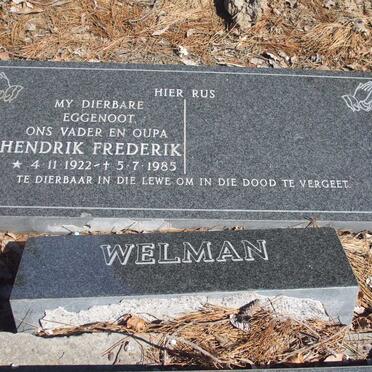 HIER RUS
MY DIERBARE
EGGENOOT
ONS VADER EN OUPA
HENDRIK FREDERIK
★ 4·11·1922 - † 5·7·1985
TE DIERBAAR IN DIE LEWE OM IN DIE DOOD TE VERGEET.
WELMAN